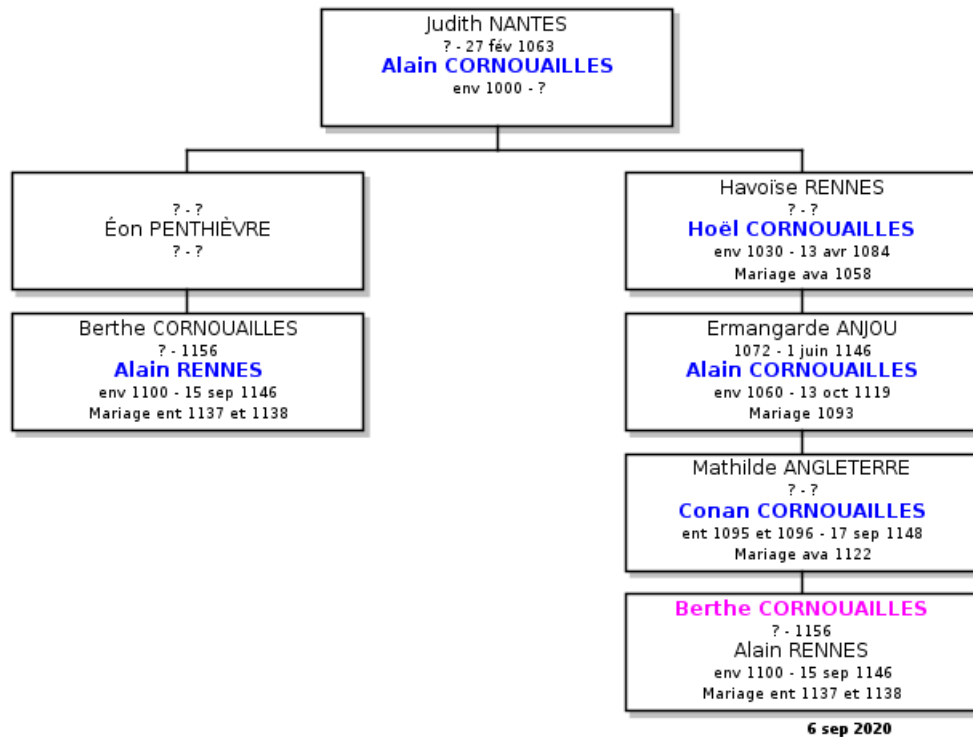 Judith NANTES
? - 27 fév 1063
Alain CORNOUAILLES
env 1000 - ?
? - ?
Éon PENTHIÈVRE
? - ?
Havoïse RENNES
? - ?
Hoël CORNOUAILLES
env 1030 - 13 avr 1084
Mariage ava 1058
Berthe CORNOUAILLES
? - 1156
Alain RENNES
env 1100 - 15 sep 1146
Mariage ent 1137 et 1138
Ermangarde ANJOU
1072 - 1 juin 1146
Alain CORNOUAILLES
env 1060 - 13 oct 1119
Mariage 1093
Mathilde ANGLETERRE
? - ?
Conan CORNOUAILLES
ent 1095 et 1096 - 17 sep 1148
Mariage ava 1122
Berthe CORNOUAILLES
? - 1156
Alain RENNES
env 1100 - 15 sep 1146
Mariage ent 1137 et 1138
6 sep 2020